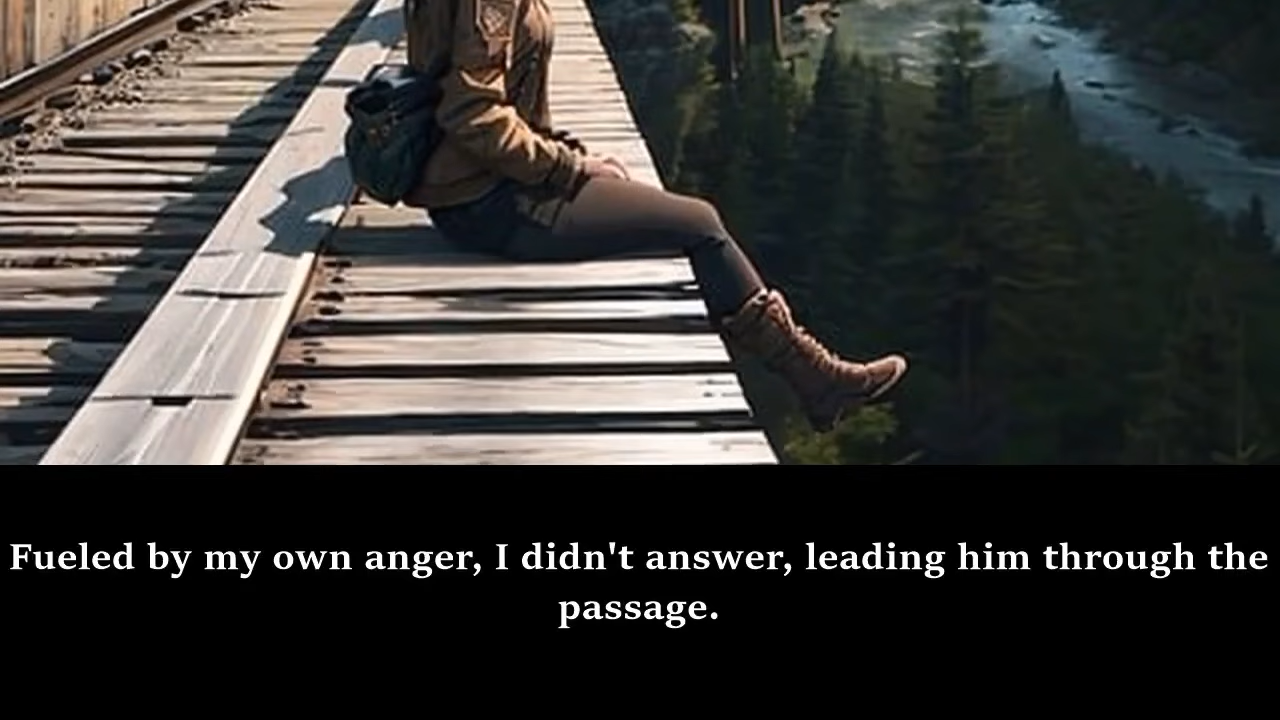 Fueled by my own anger, I didn't answer, leading him through the
passage.